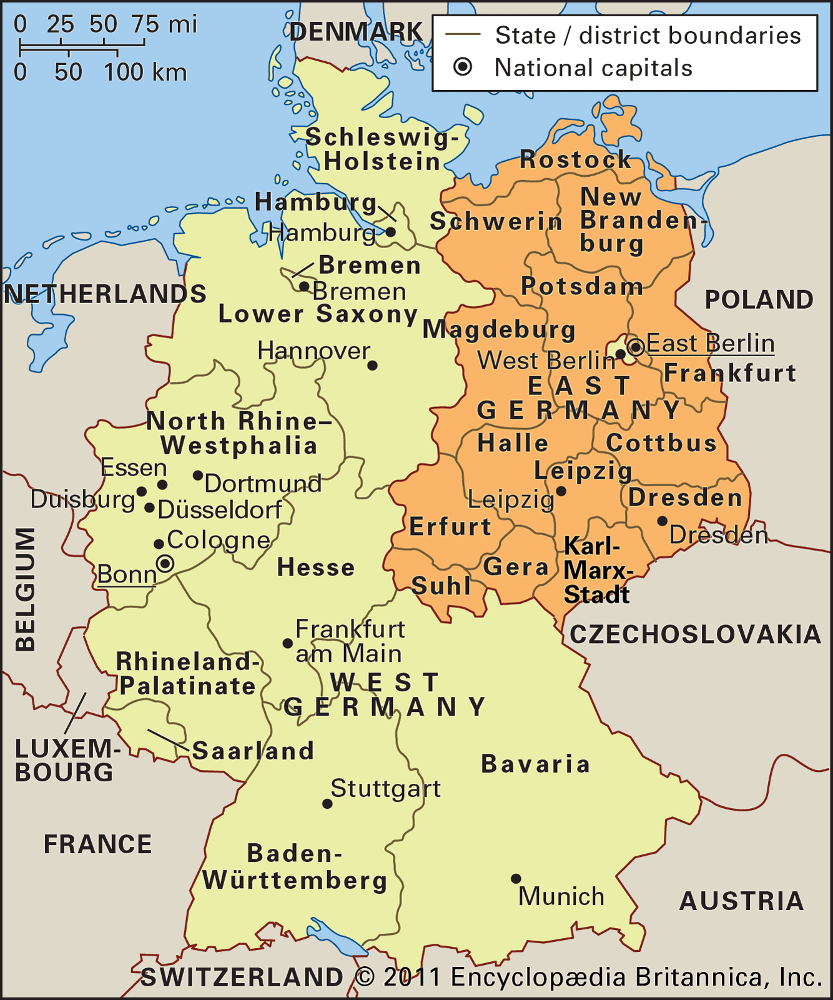 0 25 50 75 mi
0 50 100 km
DENMARK
State / district boundaries
National capitals
Schleswig-
Holstein
Rostock
Hamburg
Hamburg
New
Branden-
burg
Schwerin
Bremen
Bremen
NETHERLANDS
Potsdam
POLAND
Lower Saxony
Magdeburg
Hannover
East Berlin
West Berlin
Frankfurt
EAST
GERMANY
North Rhine–
Westphalia
Halle
Cottbus
Essen
Leipzig
Dortmund
Duisburg
Leipzig
Dresden
Düsseldorf
Erfurt
Dresden
Cologne
BELGIUM
Karl-
Marx-
Stadt
Hesse
Gera
Bonn
Suhl
Frankfurt
am Main
CZECHOSLOVAKIA
Rhineland-
Palatinate
WEST
GERMANY
LUXEM-
BOURG
Saarland
Bavaria
Stuttgart
FRANCE
Baden-
Württemberg
Munich
AUSTRIA
SWITZERLAND
© 2011 Encyclopædia Britannica, Inc.